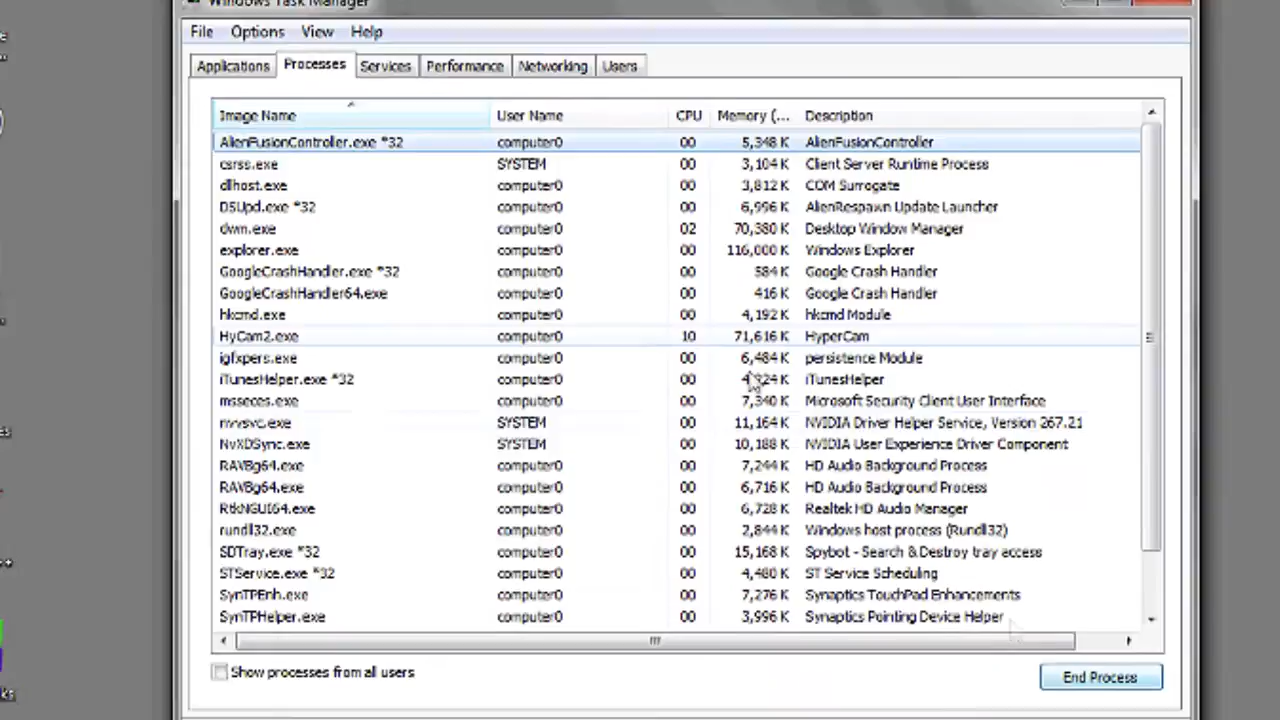 Windows Task Manager
File Options View Help
Applications Processes Services Performance Networking Users
Image Name User Name CPU Memory (... Description
AlienFusionController.exe *32 computer0 00 5,348 K AlienFusionController
csrss.exe SYSTEM 00 3,104 K Client Server Runtime Process
dllhost.exe computer0 00 3,812 K COM Surrogate
DSUpd.exe *32 computer0 00 6,996 K AlienRespawn Update Launcher
dwm.exe computer0 02 70,380 K Desktop Window Manager
explorer.exe computer0 00 116,000 K Windows Explorer
GoogleCrashHandler.exe *32 computer0 00 584 K Google Crash Handler
GoogleCrashHandler64.exe computer0 00 416 K Google Crash Handler
hkcmd.exe computer0 00 4,192 K hkcmd Module
HyCam2.exe computer0 10 71,616 K HyperCam
igfxpers.exe computer0 00 6,484 K persistence Module
iTunesHelper.exe *32 computer0 00 iTunesHelper
msseces.exe computer0 00 7,340 K Microsoft Security Client User Interface
nvvsvc.exe SYSTEM 00 11,164 K NVIDIA Driver Helper Service, Version 267.21
NvXDSync.exe SYSTEM 00 10,188 K NVIDIA User Experience Driver Component
RAVBg64.exe computer0 00 7,244 K HD Audio Background Process
RAVBg64.exe computer0 00 6,716 K HD Audio Background Process
RtkNGUI64.exe computer0 00 6,728 K Realtek HD Audio Manager
rundll32.exe computer0 00 2,844 K Windows host process (Rundll32)
SDTray.exe *32 computer0 00 15,168 K Spybot - Search & Destroy tray access
STService.exe *32 computer0 00 4,480 K ST Service Scheduling
SynTPEnh.exe computer0 00 7,276 K Synaptics TouchPad Enhancements
SynTPHelper.exe computer0 00 3,996 K Synaptics Pointing Device Helper
Show processes from all users
End Process